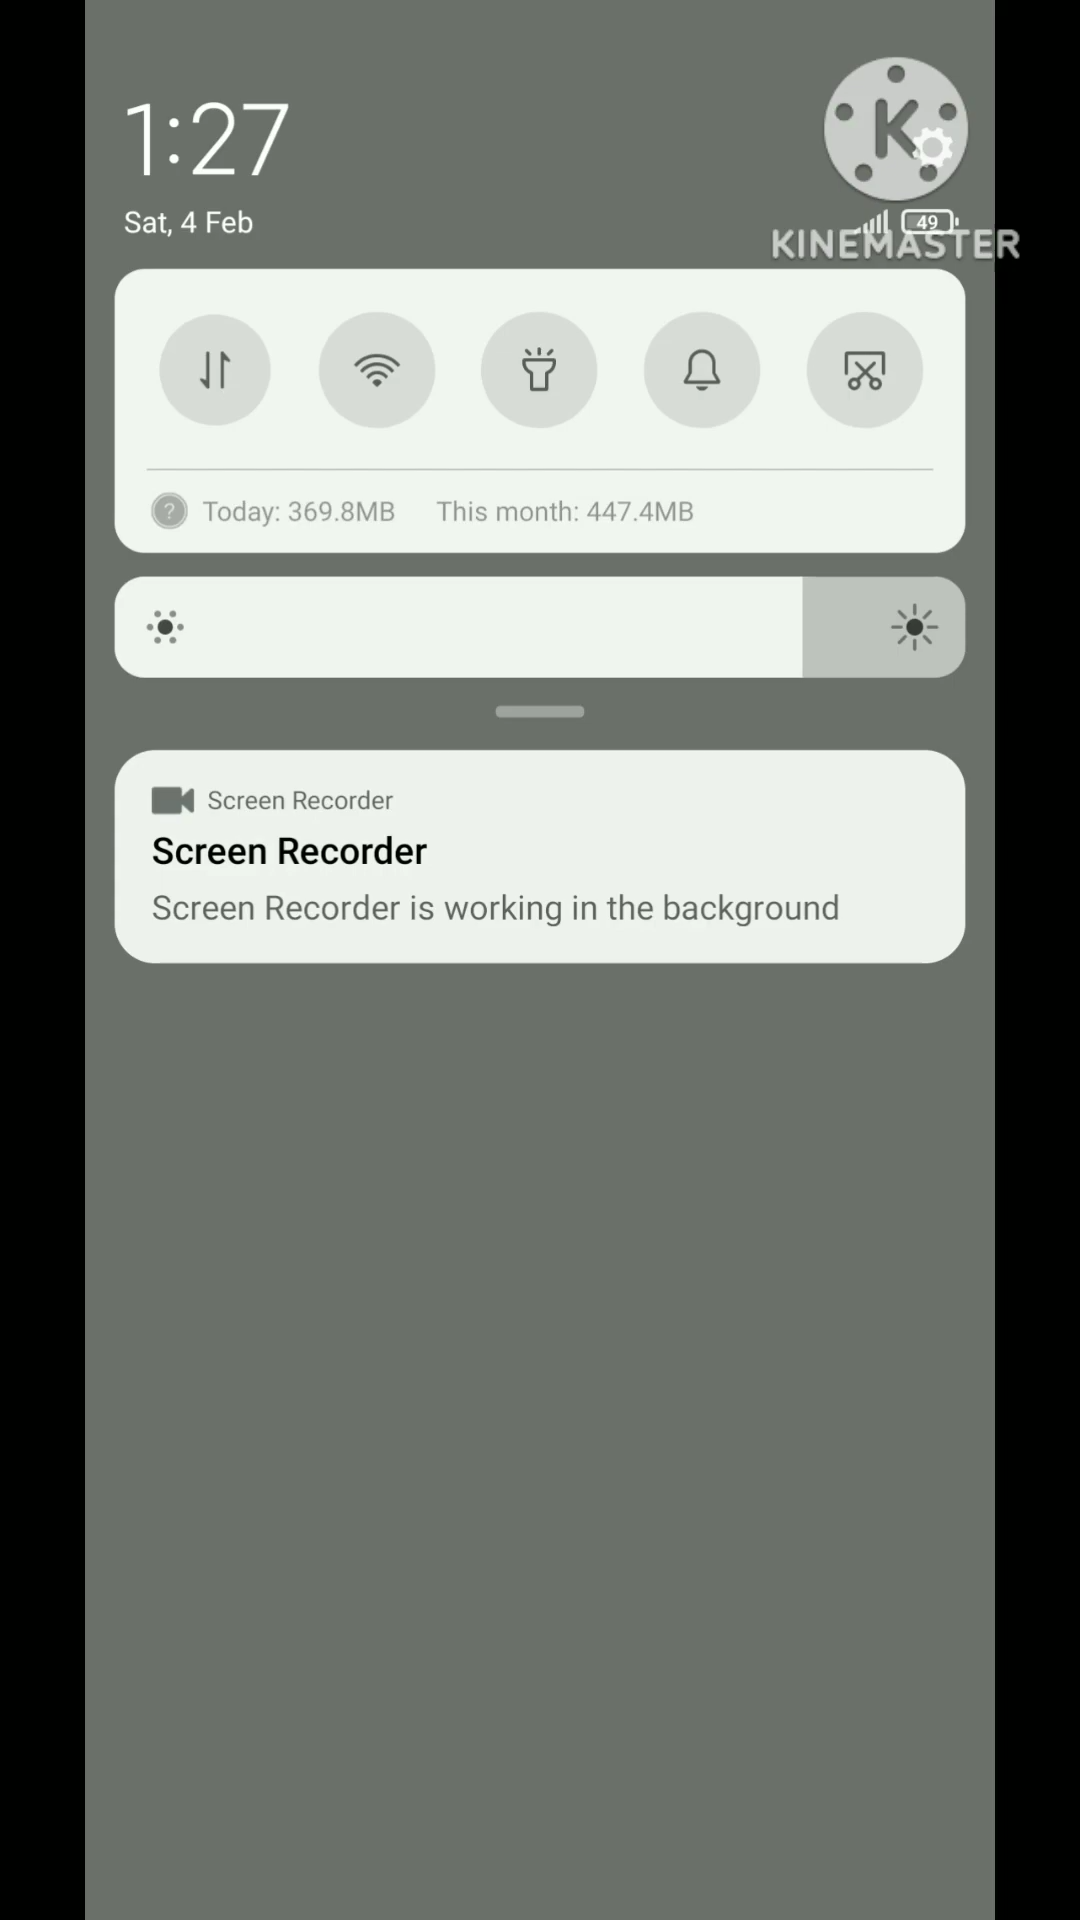 1:27
Sat, 4 Feb
K
49
KINEMASTER
? Today: 369.8MB This month: 447.4MB
Screen Recorder
Screen Recorder
Screen Recorder is working in the background